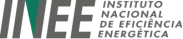 INEE
INSTITUTO
NACIONAL
DE EFICIÊNCIA
ENERGÉTICA